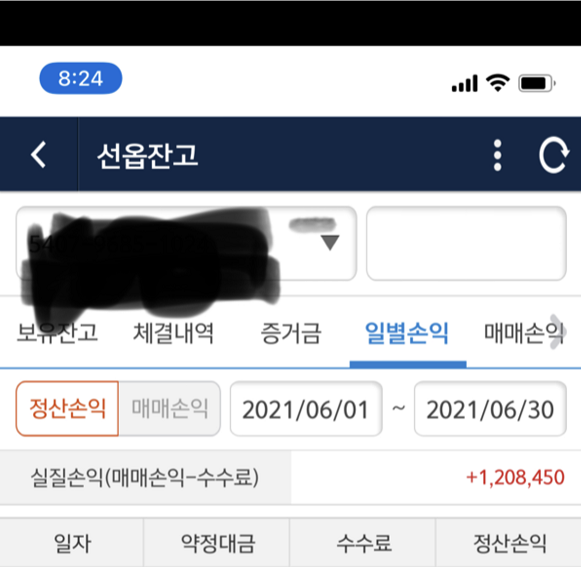 8:24
선옵잔고
보유잔고 체결내역 증거금 일별손익 매매손익
정산손익 매매손익 2021/06/01 ~ 2021/06/30
실질손익(매매손익-수수료) +1,208,450
일자 약정대금 수수료 정산손익